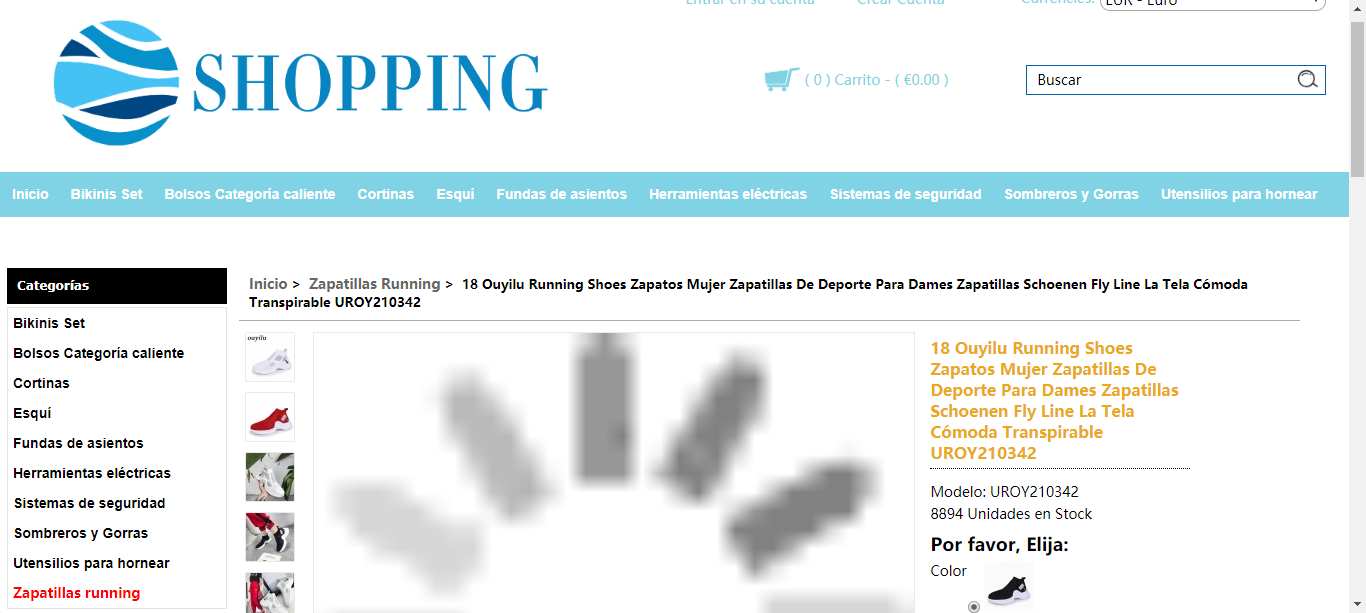 Entrar en su cuenta Crear Cuenta Currencies: EUR - Euro
SHOPPING
( 0 ) Carrito - ( €0.00 )
Buscar
Inicio Bikinis Set Bolsos Categoría caliente Cortinas Esquí Fundas de asientos Herramientas eléctricas Sistemas de seguridad Sombreros y Gorras Utensilios para hornear
Categorías
Bikinis Set
Bolsos Categoría caliente
Cortinas
Esquí
Fundas de asientos
Herramientas eléctricas
Sistemas de seguridad
Sombreros y Gorras
Utensilios para hornear
Zapatillas running
Inicio > Zapatillas Running > 18 Ouyilu Running Shoes Zapatos Mujer Zapatillas De Deporte Para Dames Zapatillas Schoenen Fly Line La Tela Cómoda
Transpirable UROY210342
ouyilu
18 Ouyilu Running Shoes
Zapatos Mujer Zapatillas De
Deporte Para Dames Zapatillas
Schoenen Fly Line La Tela
Cómoda Transpirable
UROY210342
Modelo: UROY210342
8894 Unidades en Stock
Por favor, Elija:
Color